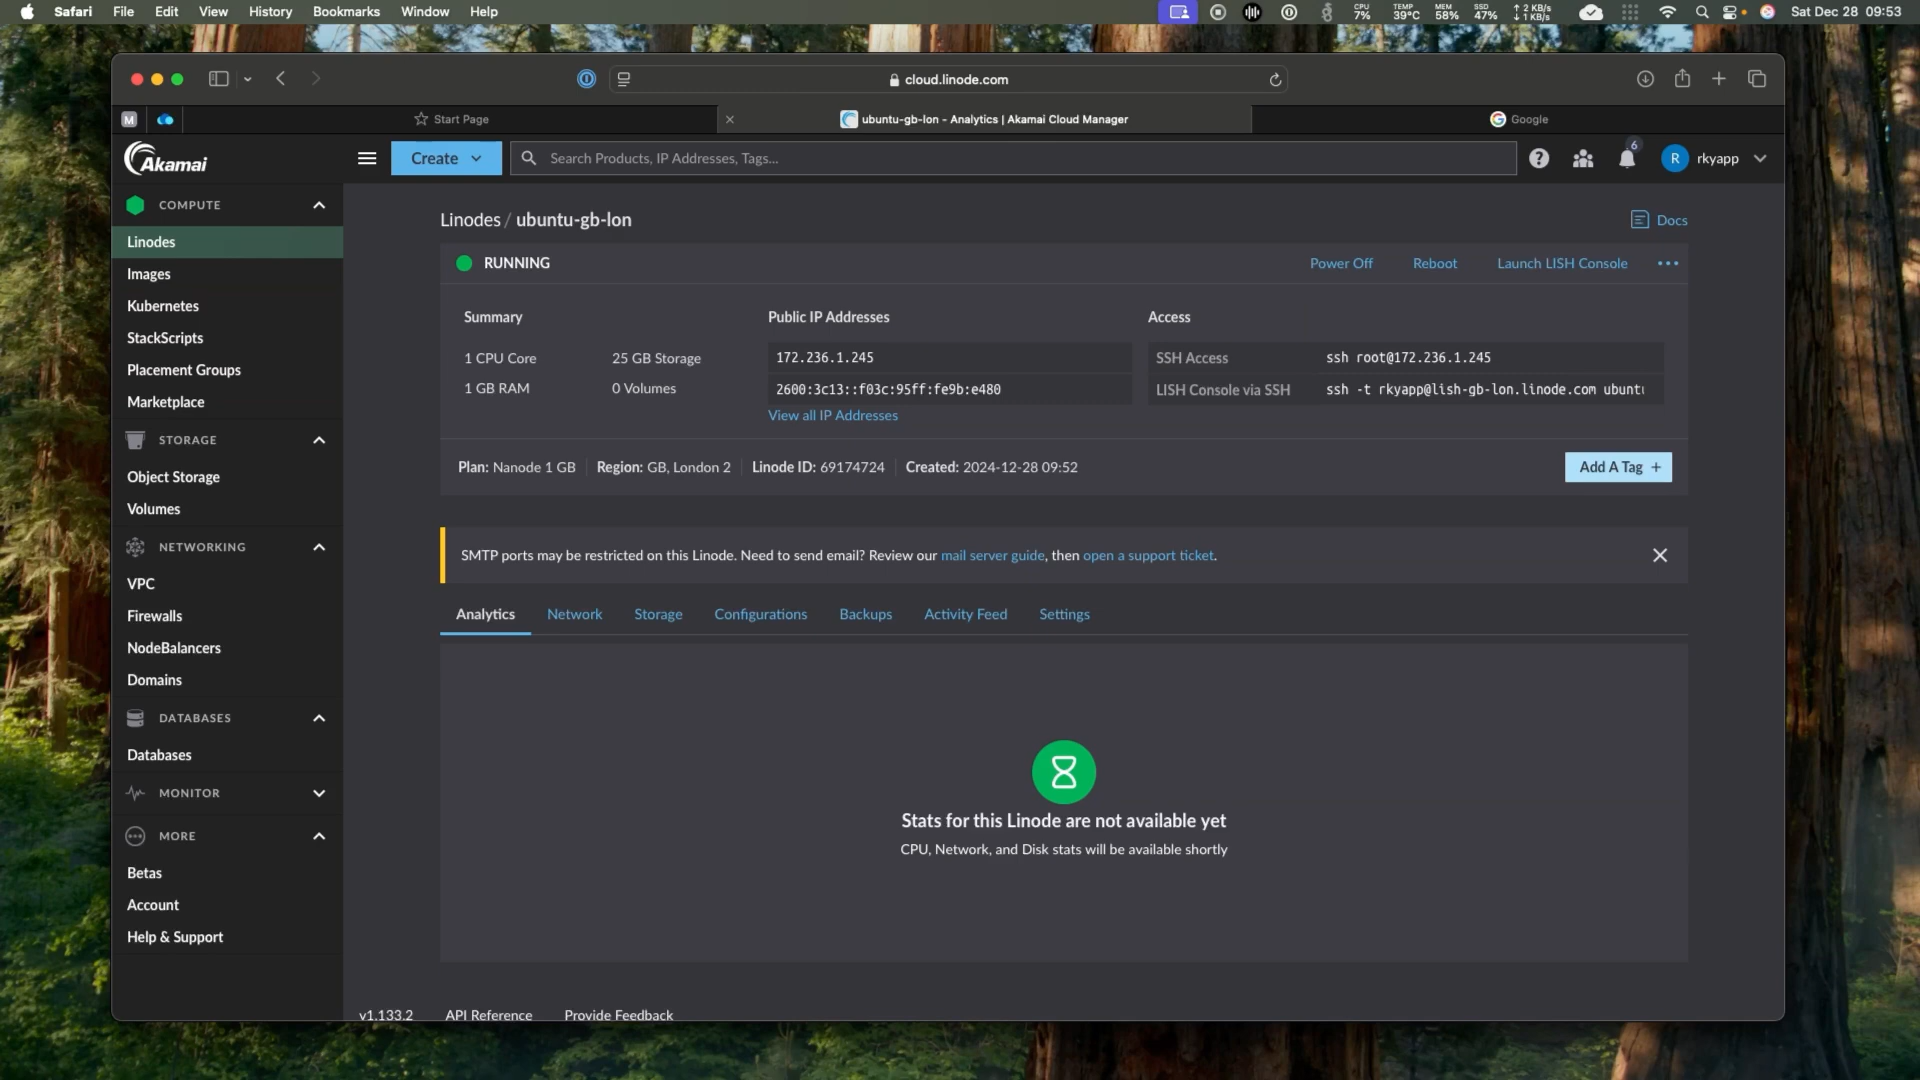 Safari File Edit View History Bookmarks Window Help
CPU 7% TEMP 39°C MEM 58% SSD 47% ↑ 2 KB/s ↓ 1 KB/s Sat Dec 28 09:53
cloud.linode.com
M Start Page ubuntu-gb-lon - Analytics | Akamai Cloud Manager Google
Akamai Create Search Products, IP Addresses, Tags... 6 R rkyapp
COMPUTE
Linodes
Images
Kubernetes
StackScripts
Placement Groups
Marketplace
STORAGE
Object Storage
Volumes
NETWORKING
VPC
Firewalls
NodeBalancers
Domains
DATABASES
Databases
MONITOR
MORE
Betas
Account
Help & Support
Linodes / ubuntu-gb-lon Docs
RUNNING Power Off Reboot Launch LISH Console
Summary Public IP Addresses Access
1 CPU Core 25 GB Storage 172.236.1.245 SSH Access ssh root@172.236.1.245
1 GB RAM 0 Volumes 2600:3c13::f03c:95ff:fe9b:e480 LISH Console via SSH ssh -t rkyapp@lish-gb-lon.linode.com ubuntu
View all IP Addresses
Plan: Nanode 1 GB Region: GB, London 2 Linode ID: 69174724 Created: 2024-12-28 09:52 Add A Tag +
SMTP ports may be restricted on this Linode. Need to send email? Review our mail server guide, then open a support ticket.
Analytics Network Storage Configurations Backups Activity Feed Settings
Stats for this Linode are not available yet
CPU, Network, and Disk stats will be available shortly
v1.133.2 API Reference Provide Feedback